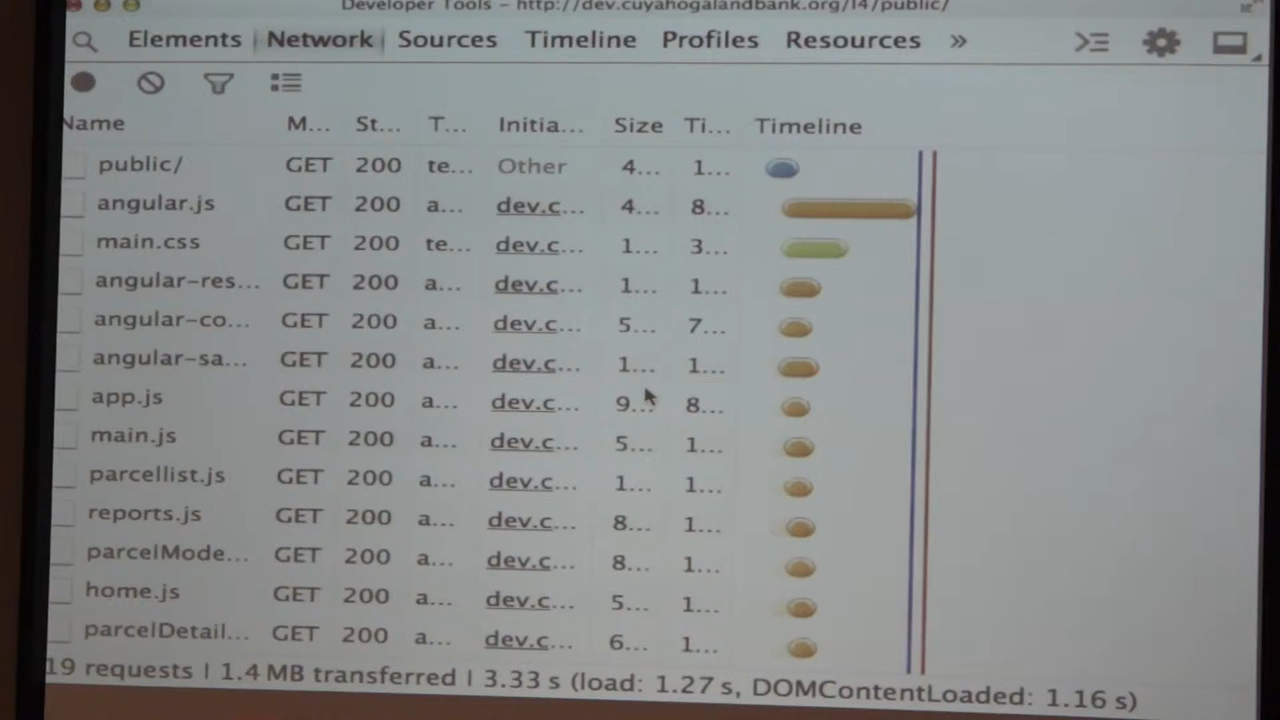 Developer Tools - http://dev.cuyahogalandbank.org/14/public/
Elements Network Sources Timeline Profiles Resources »
Name M... St... T... Initia... Size Ti... Timeline
public/ GET 200 te... Other 4... 1...
angular.js GET 200 a... dev.c... 4... 8...
main.css GET 200 te... dev.c... 1... 3...
angular-res... GET 200 a... dev.c... 1... 1...
angular-co... GET 200 a... dev.c... 5... 7...
angular-sa... GET 200 a... dev.c... 1... 1...
app.js GET 200 a... dev.c... 9... 8...
main.js GET 200 a... dev.c... 5... 1...
parcellist.js GET 200 a... dev.c... 1... 1...
reports.js GET 200 a... dev.c... 8... 1...
parcelMode... GET 200 a... dev.c... 8... 1...
home.js GET 200 a... dev.c... 5... 1...
parcelDetail... GET 200 a... dev.c... 6... 1...
19 requests | 1.4 MB transferred | 3.33 s (load: 1.27 s, DOMContentLoaded: 1.16 s)